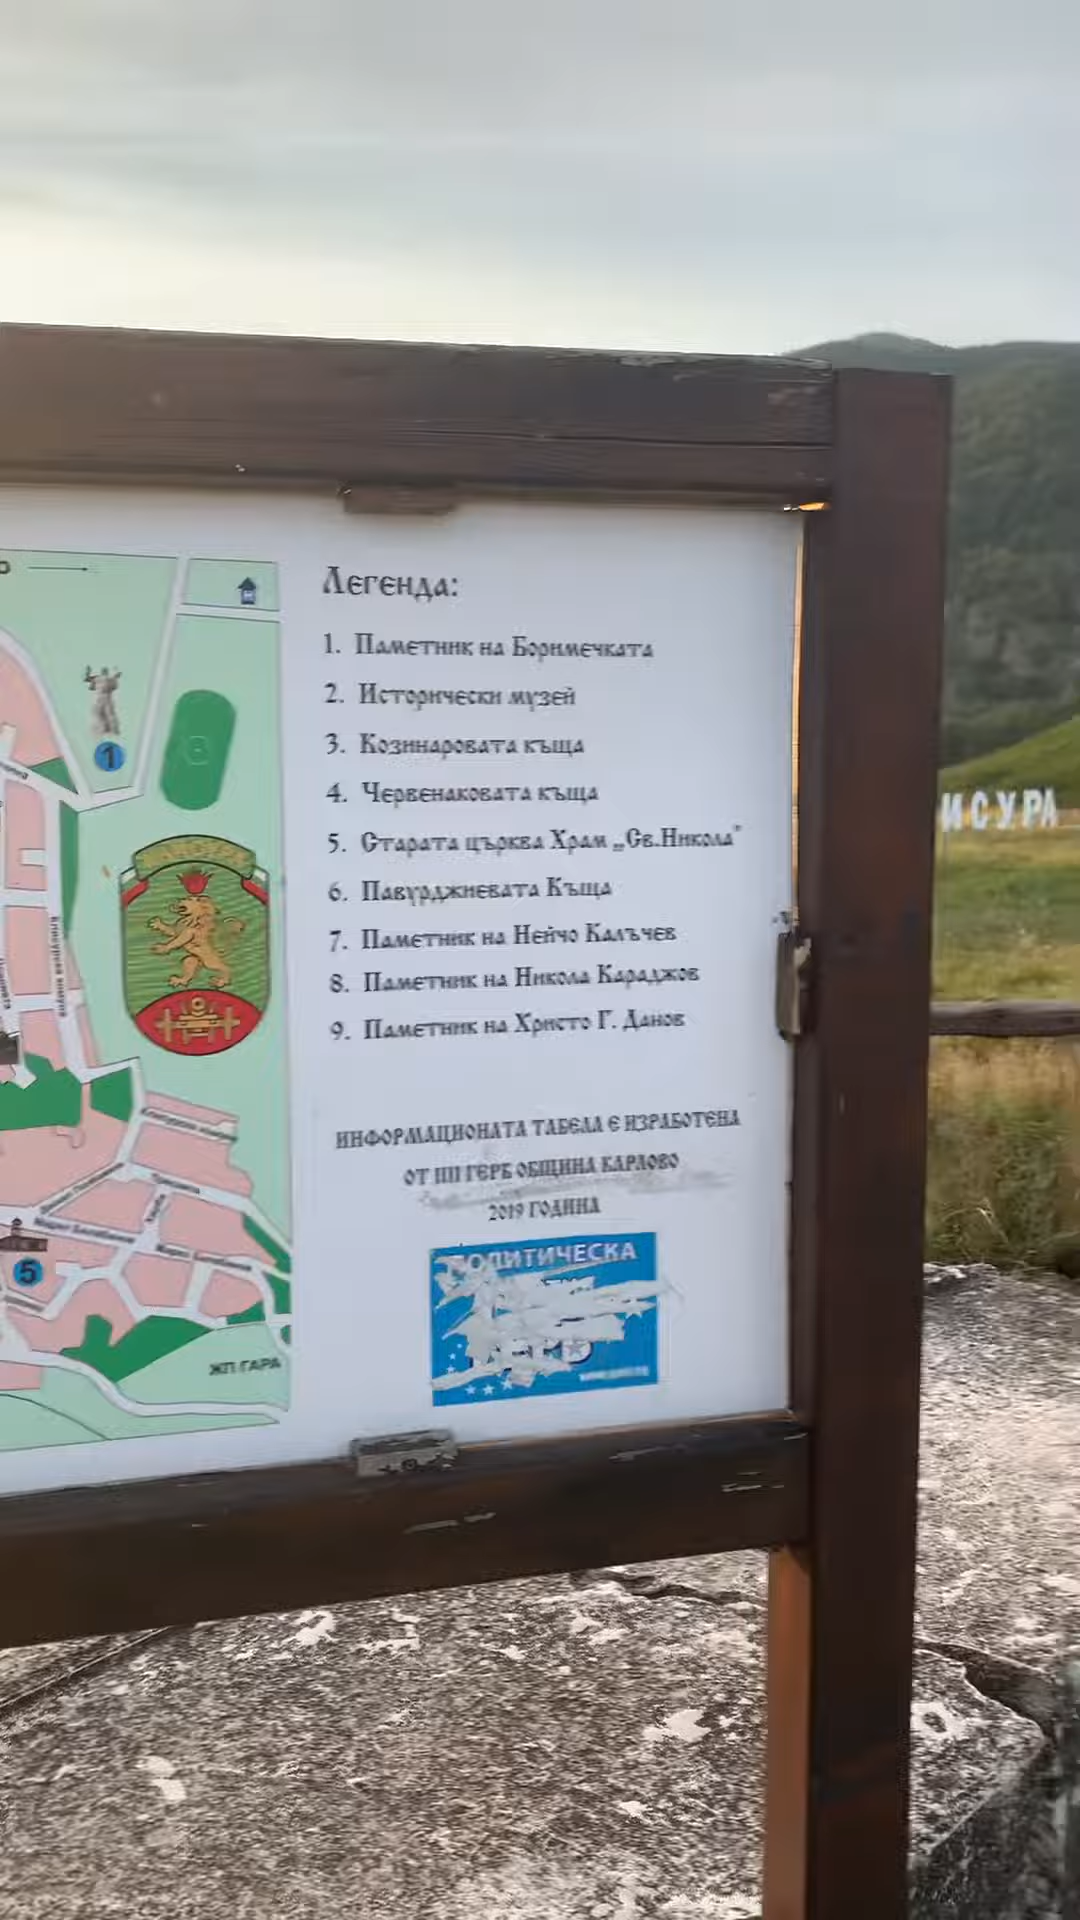 Легенда:
1. Паметник на Боримечката
2. Исторически музей
3. Козинаровата къща
4. Червенаковата къща
5. Старата църква Храм „Св.Никола"
6. Павурджиевата Къща
7. Паметник на Нейчо Калъчев
8. Паметник на Никола Караджов
9. Паметник на Христо Г. Данов
ИНФОРМАЦИОНАТА ТАБЕЛА Е ИЗРАБОТЕНА
ОТ ПП ГЕРБ ОБЩИНА КАРЛОВО
2019 ГОДИНА
ПОЛИТИЧЕСКА
1
5
ЖП ГАРА
ИСУРА